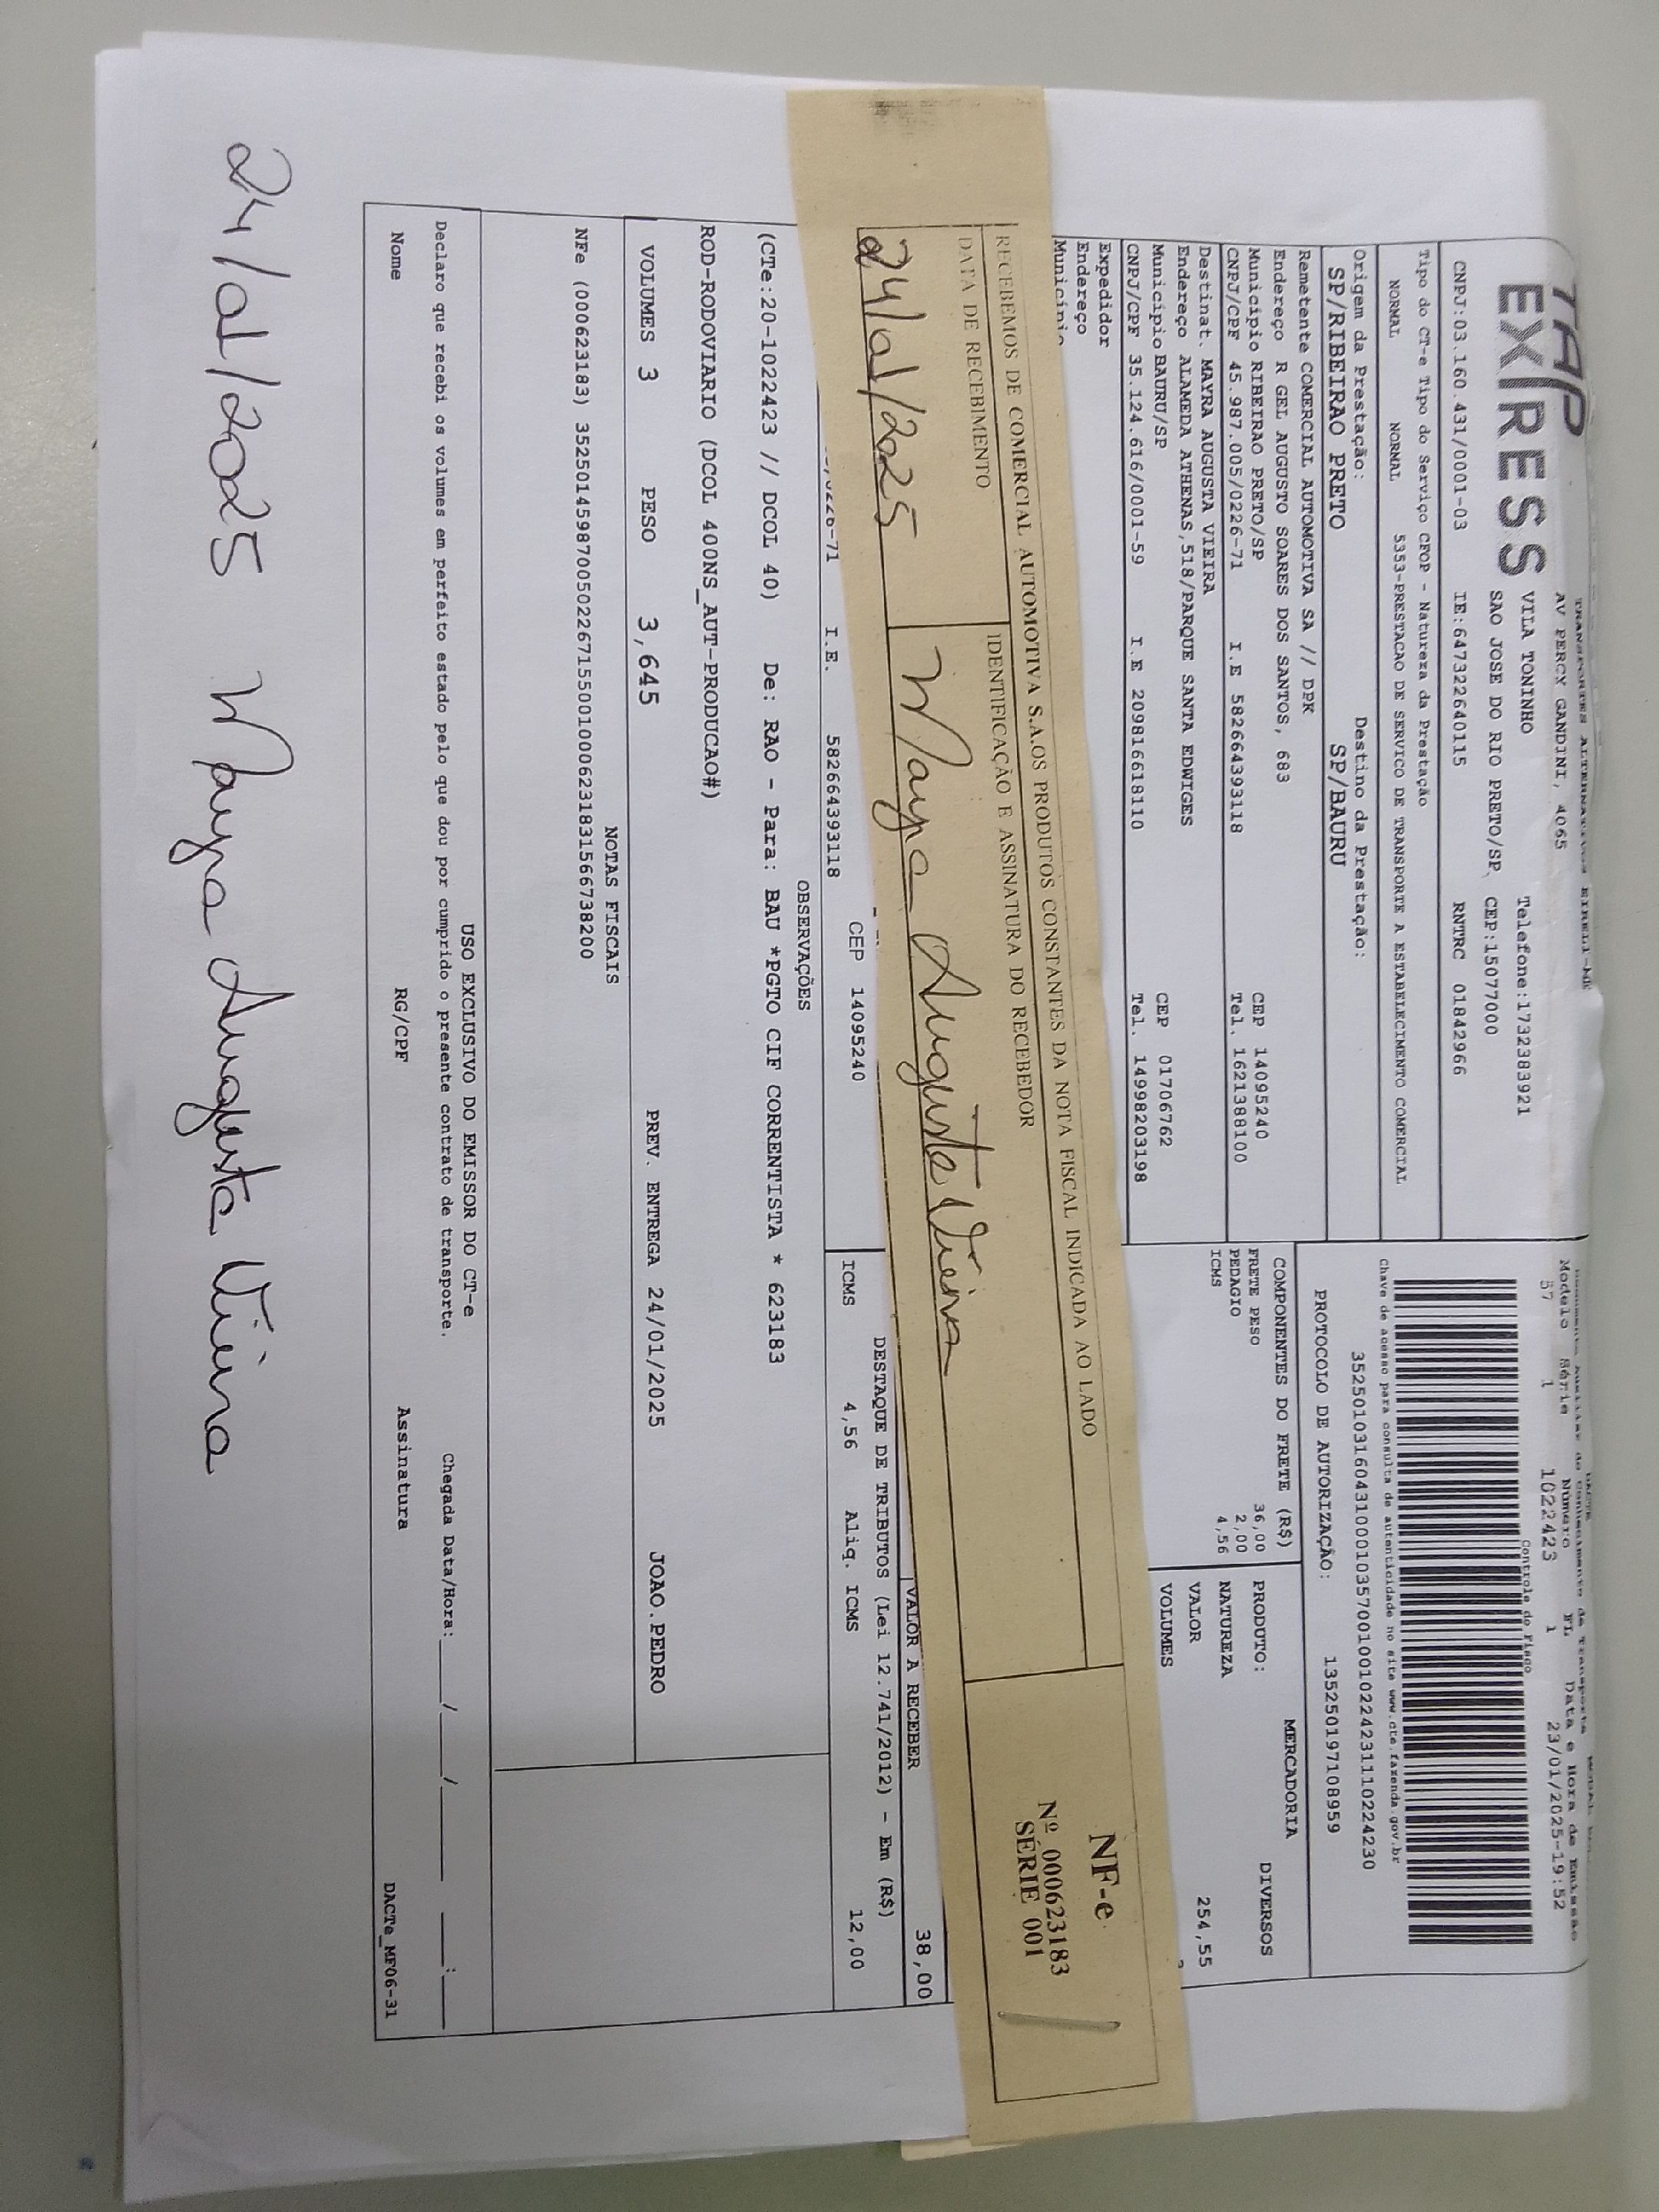 TAP
EXPRESS
TRANSPORTES ALTERNATIVOS EIRELI-ME
AV PERCY GANDINI, 4065
VILA TONINHO Telefone:1732383921
SAO JOSE DO RIO PRETO/SP CEP:15077000
CNPJ:03.160.431/0001-03 IE:647322640115 RNTRC 01842966
Tipo do CT-e Tipo do Serviço CFOP - Natureza da Prestação
NORMAL NORMAL 5353-PRESTACAO DE SERVICO DE TRANSPORTE A ESTABELECIMENTO COMERCIAL
Origem da Prestação: Destino da Prestação:
SP/RIBEIRAO PRETO SP/BAURU
Remetente COMERCIAL AUTOMOTIVA SA // DPK
Endereço R GEL AUGUSTO SOARES DOS SANTOS, 683
Município RIBEIRAO PRETO/SP CEP 14095240
CNPJ/CPF 45.987.005/0226-71 I.E 582664393118 Tel. 1621388100
Destinat. MAYRA AUGUSTA VIEIRA
Endereço ALAMEDA ATHENAS,518/PARQUE SANTA EDWIGES
Município BAURU/SP CEP 01706762
CNPJ/CPF 35.124.616/0001-59 I.E 209816618110 Tel. 14998203198
Expedidor
Endereço
Município
Modelo Série Número FL Data e Hora de Emissão
57 1 1022423 1 23/01/2025-19:52
Controle do Fisco
Chave de acesso para consulta de autenticidade no site www.cte.fazenda.gov.br
35250103160431000103570010010224231110224230
PROTOCOLO DE AUTORIZAÇÃO: 135250197108959
COMPONENTES DO FRETE (R$)
FRETE PESO 36,00
PEDAGIO 2,00
ICMS 4,56
MERCADORIA
PRODUTO: DIVERSOS
NATUREZA
VALOR 254,55
VOLUMES
RECEBEMOS DE COMERCIAL AUTOMOTIVA S.A.OS PRODUTOS CONSTANTES DA NOTA FISCAL INDICADA AO LADO
DATA DE RECEBIMENTO IDENTIFICAÇÃO E ASSINATURA DO RECEBEDOR
24/01/2025 Mayra Augusta Vieira
NF-e
Nº 000623183
SÉRIE 001
VALOR A RECEBER 38,00
0226-71 I.E. 582664393118 CEP 14095240
DESTAQUE DE TRIBUTOS (Lei 12.741/2012) - Em (R$)
ICMS 4,56 Aliq. ICMS 12,00
OBSERVAÇÕES
(CTe:20-1022423 // DCOL 40) De: RAO - Para: BAU *PGTO CIF CORRENTISTA * 623183
ROD-RODOVIARIO (DCOL 400NS_AUT-PRODUCAO#)
VOLUMES 3 PESO 3,645 PREV. ENTREGA 24/01/2025 JOAO.PEDRO
NOTAS FISCAIS
NFe (000623183) 35250145987005022671550010006231831566738200
USO EXCLUSIVO DO EMISSOR DO CT-e
Declaro que recebi os volumes em perfeito estado pelo que dou por cumprido o presente contrato de transporte. Chegada Data/Hora:____/____/______ ___:___
Nome RG/CPF Assinatura DACTe_MF06-31
24/01/2025 Mayra Augusta Vieira